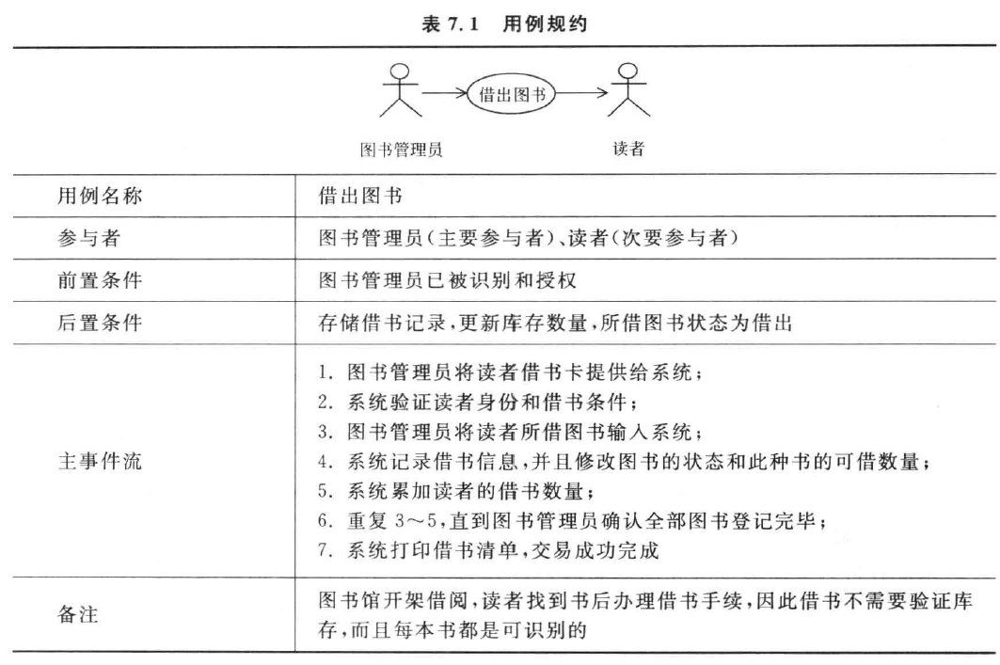 表 7.1 用例规约
借出图书
图书管理员
读者
用例名称
借出图书
参与者
图书管理员(主要参与者)、读者(次要参与者)
前置条件
图书管理员已被识别和授权
后置条件
存储借书记录,更新库存数量,所借图书状态为借出
主事件流
1. 图书管理员将读者借书卡提供给系统;
2. 系统验证读者身份和借书条件;
3. 图书管理员将读者所借图书输入系统;
4. 系统记录借书信息,并且修改图书的状态和此种书的可借数量;
5. 系统累加读者的借书数量;
6. 重复 3～5,直到图书管理员确认全部图书登记完毕;
7. 系统打印借书清单,交易成功完成
备注
图书馆开架借阅,读者找到书后办理借书手续,因此借书不需要验证库
存,而且每本书都是可识别的